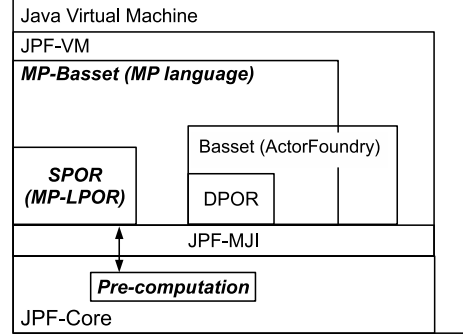 Java Virtual Machine
JPF-VM
MP-Basset (MP language)
Basset (ActorFoundry)
SPOR
(MP-LPOR)
DPOR
JPF-MJI
Pre-computation
JPF-Core